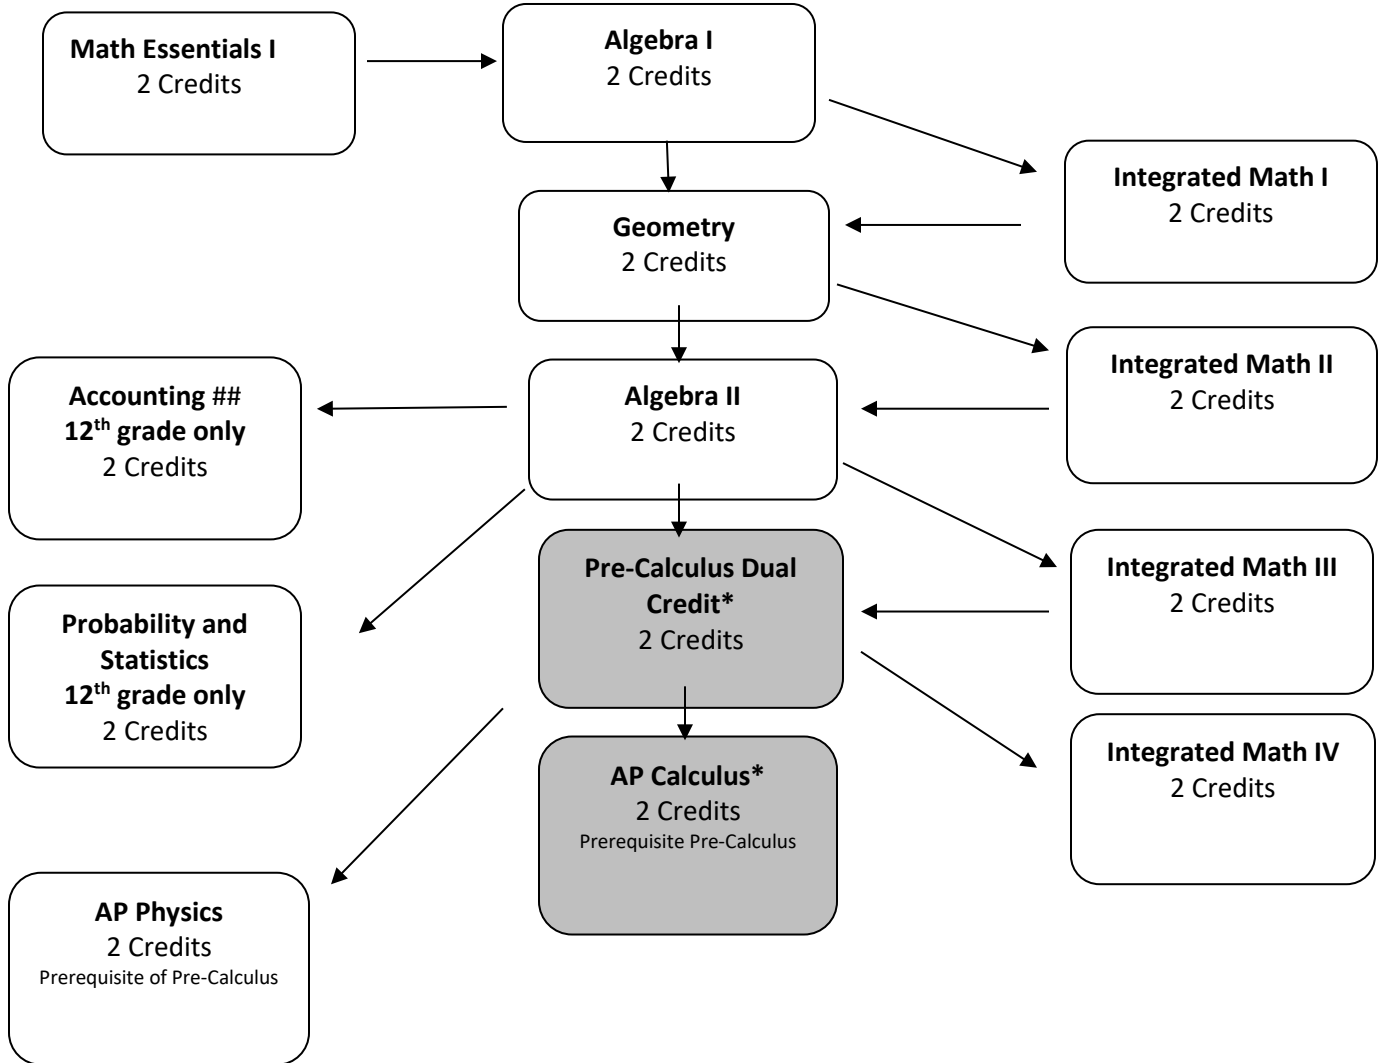 Math Essentials I
2 Credits
Algebra I
2 Credits
Integrated Math I
2 Credits
Geometry
2 Credits
Integrated Math II
2 Credits
Accounting ##
12th grade only
2 Credits
Algebra II
2 Credits
Pre-Calculus Dual
Credit*
2 Credits
Integrated Math III
2 Credits
Probability and
Statistics
12th grade only
2 Credits
Integrated Math IV
2 Credits
AP Calculus*
2 Credits
Prerequisite Pre-Calculus
AP Physics
2 Credits
Prerequisite of Pre-Calculus